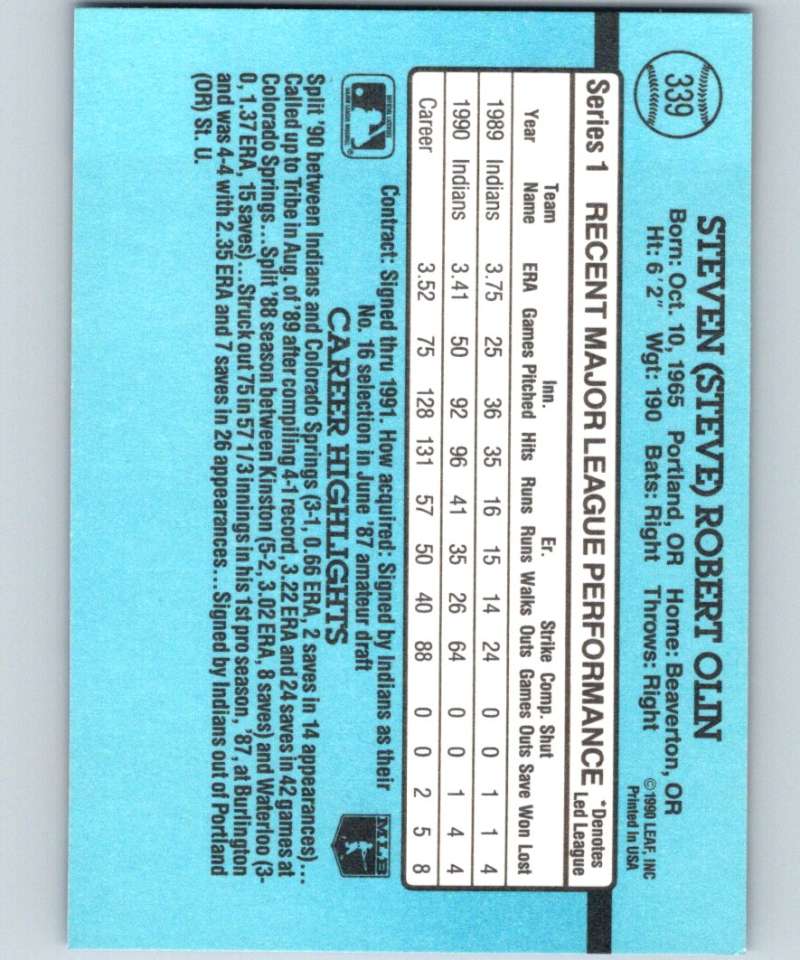 339
STEVEN (STEVE) ROBERT OLIN
Born: Oct. 10, 1965 Portland, OR Home: Beaverton, OR
Ht: 6'2" Wgt: 190 Bats: Right Throws: Right
©1990 LEAF, INC
Printed in USA
Series 1 RECENT MAJOR LEAGUE PERFORMANCE *Denotes Led League
Year Team Name ERA Games Inn. Pitched Hits Runs Er. Runs Walks Strike Outs Comp. Games Shut Outs Save Won Lost
1989 Indians 3.75 25 36 35 16 15 14 24 0 0 1 1 4
1990 Indians 3.41 50 92 96 41 35 26 64 0 0 1 4 4
Career 3.52 75 128 131 57 50 40 88 0 0 2 5 8
Contract: Signed thru 1991. How acquired: Signed by Indians as their
No. 16 selection in June '87 amateur draft
CAREER HIGHLIGHTS
MLB
Split '90 between Indians and Colorado Springs (3-1, 0.66 ERA, 2 saves in 14 appearances)...
Called up to Tribe in Aug. of '89 after compiling 4-1 record, 3.22 ERA and 24 saves in 42 games at
Colorado Springs...Split '88 season between Kinston (5-2, 3.02 ERA, 8 saves) and Waterloo (3-
0, 1.37 ERA, 15 saves)...Struck out 75 in 57 1/3 innings in his 1st pro season, '87, at Burlington
and was 4-4 with 2.35 ERA and 7 saves in 26 appearances...Signed by Indians out of Portland
(OR) St. U.